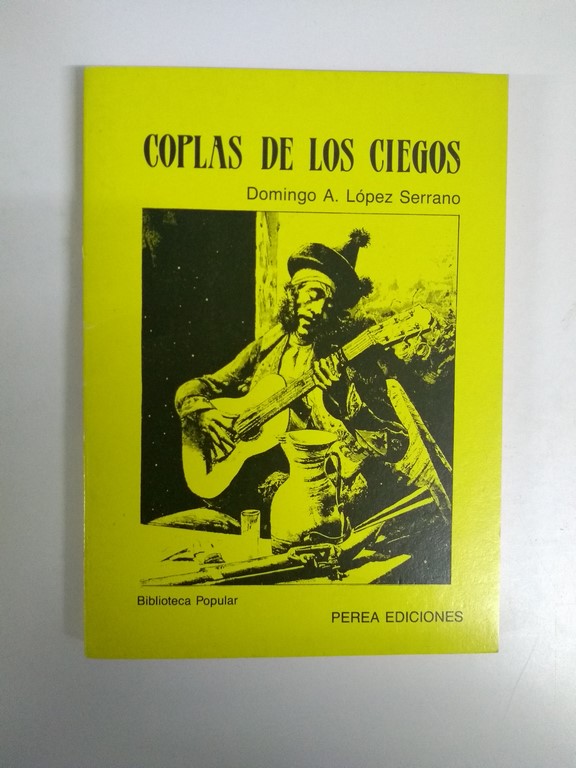 COPLAS DE LOS CIEGOS
Domingo A. López Serrano
Biblioteca Popular
PEREA EDICIONES